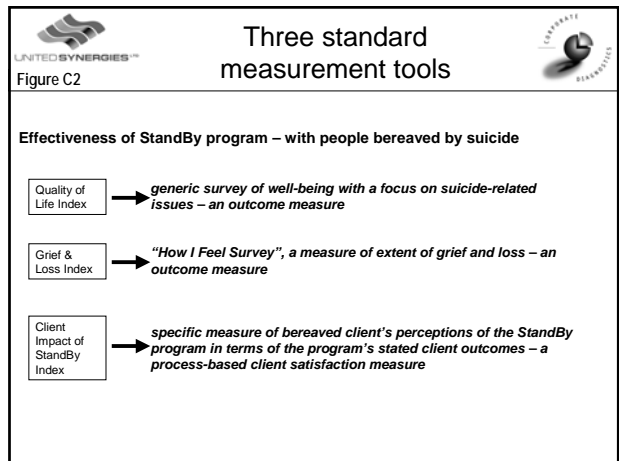 UNITED SYNERGIES
Figure C2
Three standard
measurement tools
CORPORATE
DIAGNOSTICS
Effectiveness of StandBy program – with people bereaved by suicide
Quality of
Life Index
generic survey of well-being with a focus on suicide-related
issues – an outcome measure
Grief &
Loss Index
“How I Feel Survey”, a measure of extent of grief and loss – an
outcome measure
Client
Impact of
StandBy
Index
specific measure of bereaved client’s perceptions of the StandBy
program in terms of the program’s stated client outcomes – a
process-based client satisfaction measure